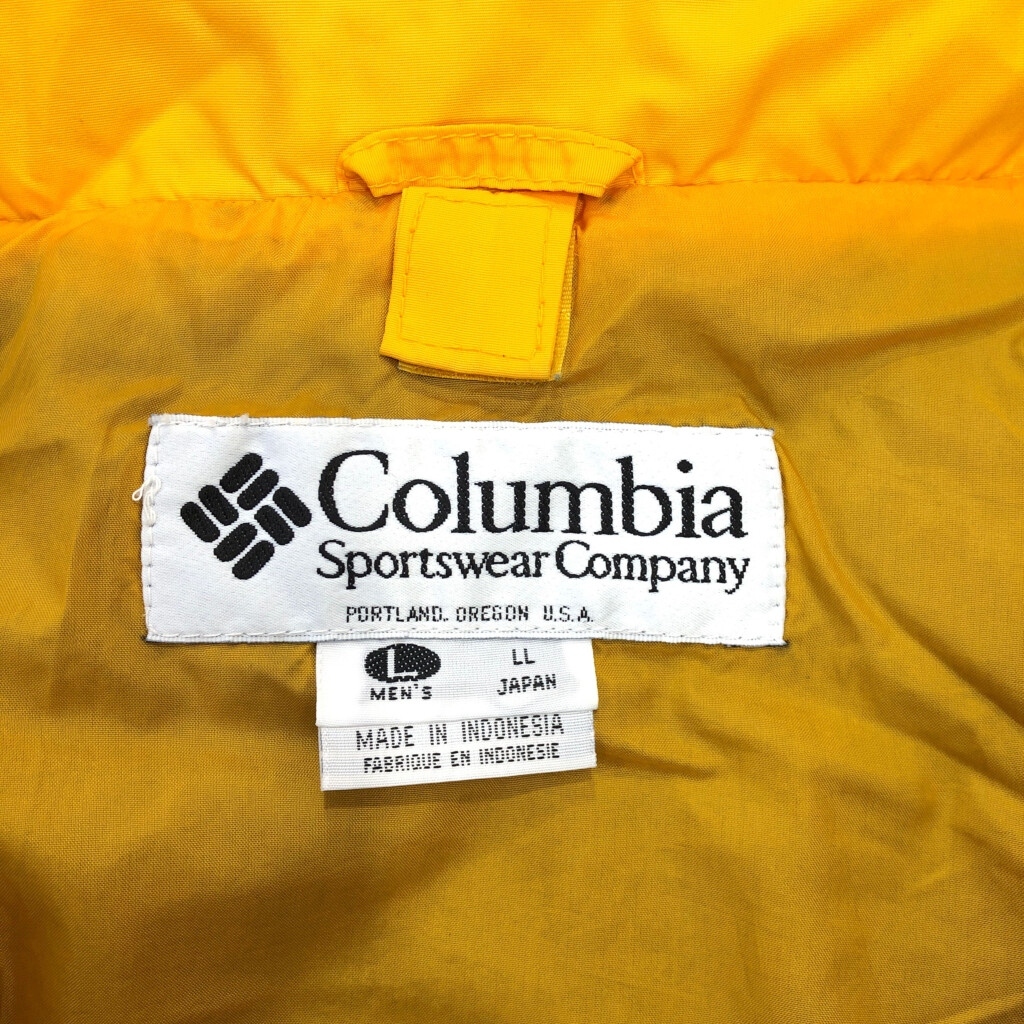 Columbia
Sportswear Company
PORTLAND, OREGON U.S.A.
L LL
MEN'S JAPAN
MADE IN INDONESIA
FABRIQUE EN INDONESIE